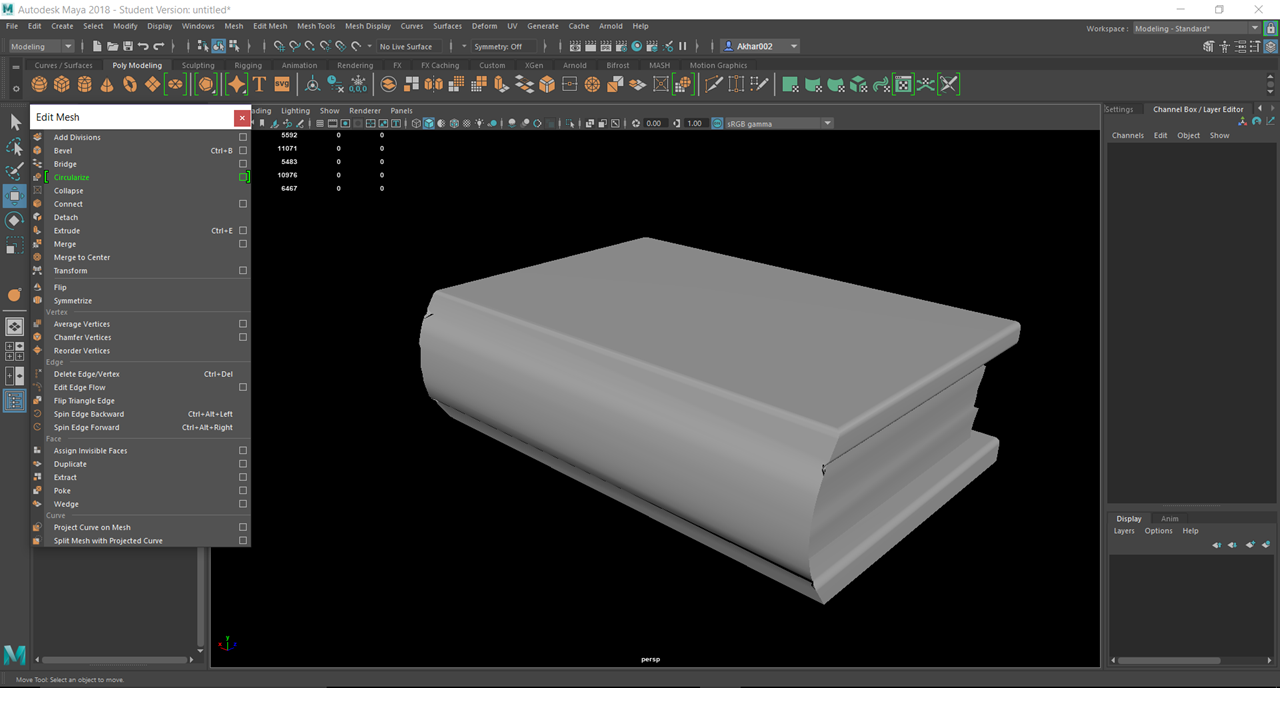 Autodesk Maya 2018 - Student Version: untitled*
File Edit Create Select Modify Display Windows Mesh Edit Mesh Mesh Tools Mesh Display Curves Surfaces Deform UV Generate Cache Arnold Help
Workspace : Modeling - Standard*
Modeling No Live Surface Symmetry: Off Akhar002
Curves / Surfaces Poly Modeling Sculpting Rigging Animation Rendering FX FX Caching Custom XGen Arnold Bifrost MASH Motion Graphics
T SVG 0,0,0
Edit Mesh
ading Lighting Show Renderer Panels
0.00 1.00 sRGB gamma
Settings Channel Box / Layer Editor
Channels Edit Object Show
5592 0 0
11071 0 0
5483 0 0
10976 0 0
6467 0 0
Add Divisions
Bevel Ctrl+B
Bridge
Circularize
Collapse
Connect
Detach
Extrude Ctrl+E
Merge
Merge to Center
Transform
Flip
Symmetrize
Vertex
Average Vertices
Chamfer Vertices
Reorder Vertices
Edge
Delete Edge/Vertex Ctrl+Del
Edit Edge Flow
Flip Triangle Edge
Spin Edge Backward Ctrl+Alt+Left
Spin Edge Forward Ctrl+Alt+Right
Face
Assign Invisible Faces
Duplicate
Extract
Poke
Wedge
Curve
Project Curve on Mesh
Split Mesh with Projected Curve
Display Anim
Layers Options Help
y
x
persp
Move Tool: Select an object to move.